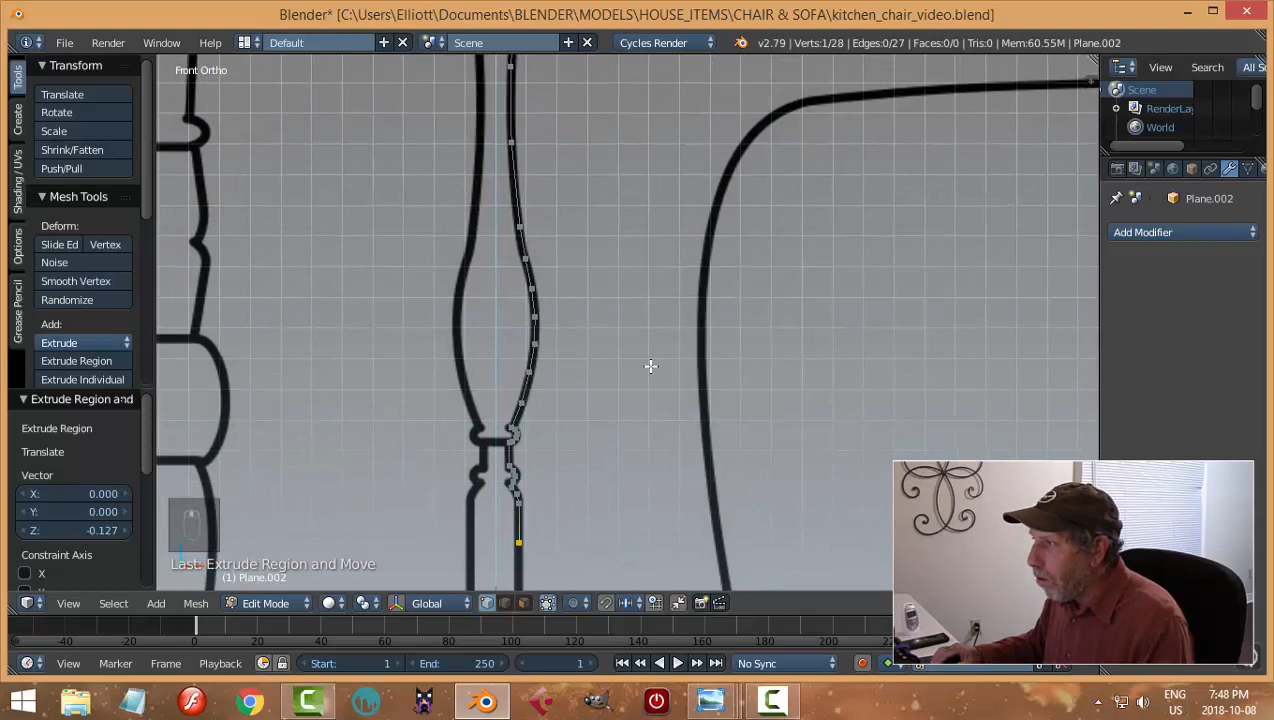 Blender* [C:\Users\Elliott\Documents\BLENDER\MODELS\HOUSE_ITEMS\CHAIR & SOFA\kitchen_chair_video.blend]
File Render Window Help Default Scene Cycles Render v2.79 | Verts:1/28 | Edges:0/27 | Faces:0/0 | Tris:0 | Mem:60.55M | Plane.002
Tools
Create
Shading / UVs
Options
Grease Pencil
Transform
Translate
Rotate
Scale
Shrink/Fatten
Push/Pull
Mesh Tools
Deform:
Slide Ed Vertex
Noise
Smooth Vertex
Randomize
Add:
Extrude
Extrude Region
Extrude Individual
Extrude Region and
Extrude Region
Translate
Vector
X: 0.000
Y: 0.000
Z: -0.127
Constraint Axis
X
Front Ortho
Last: Extrude Region and Move
(1) Plane.002
View Search All S
Scene
RenderLay
World
Plane.002
Add Modifier
View Select Add Mesh Edit Mode Global
-40 -20 0 20 40 60 80 100 120 140 160 180 200
View Marker Frame Playback Start: 1 End: 250 1 No Sync
ENG
US
7:48 PM
2018-10-08